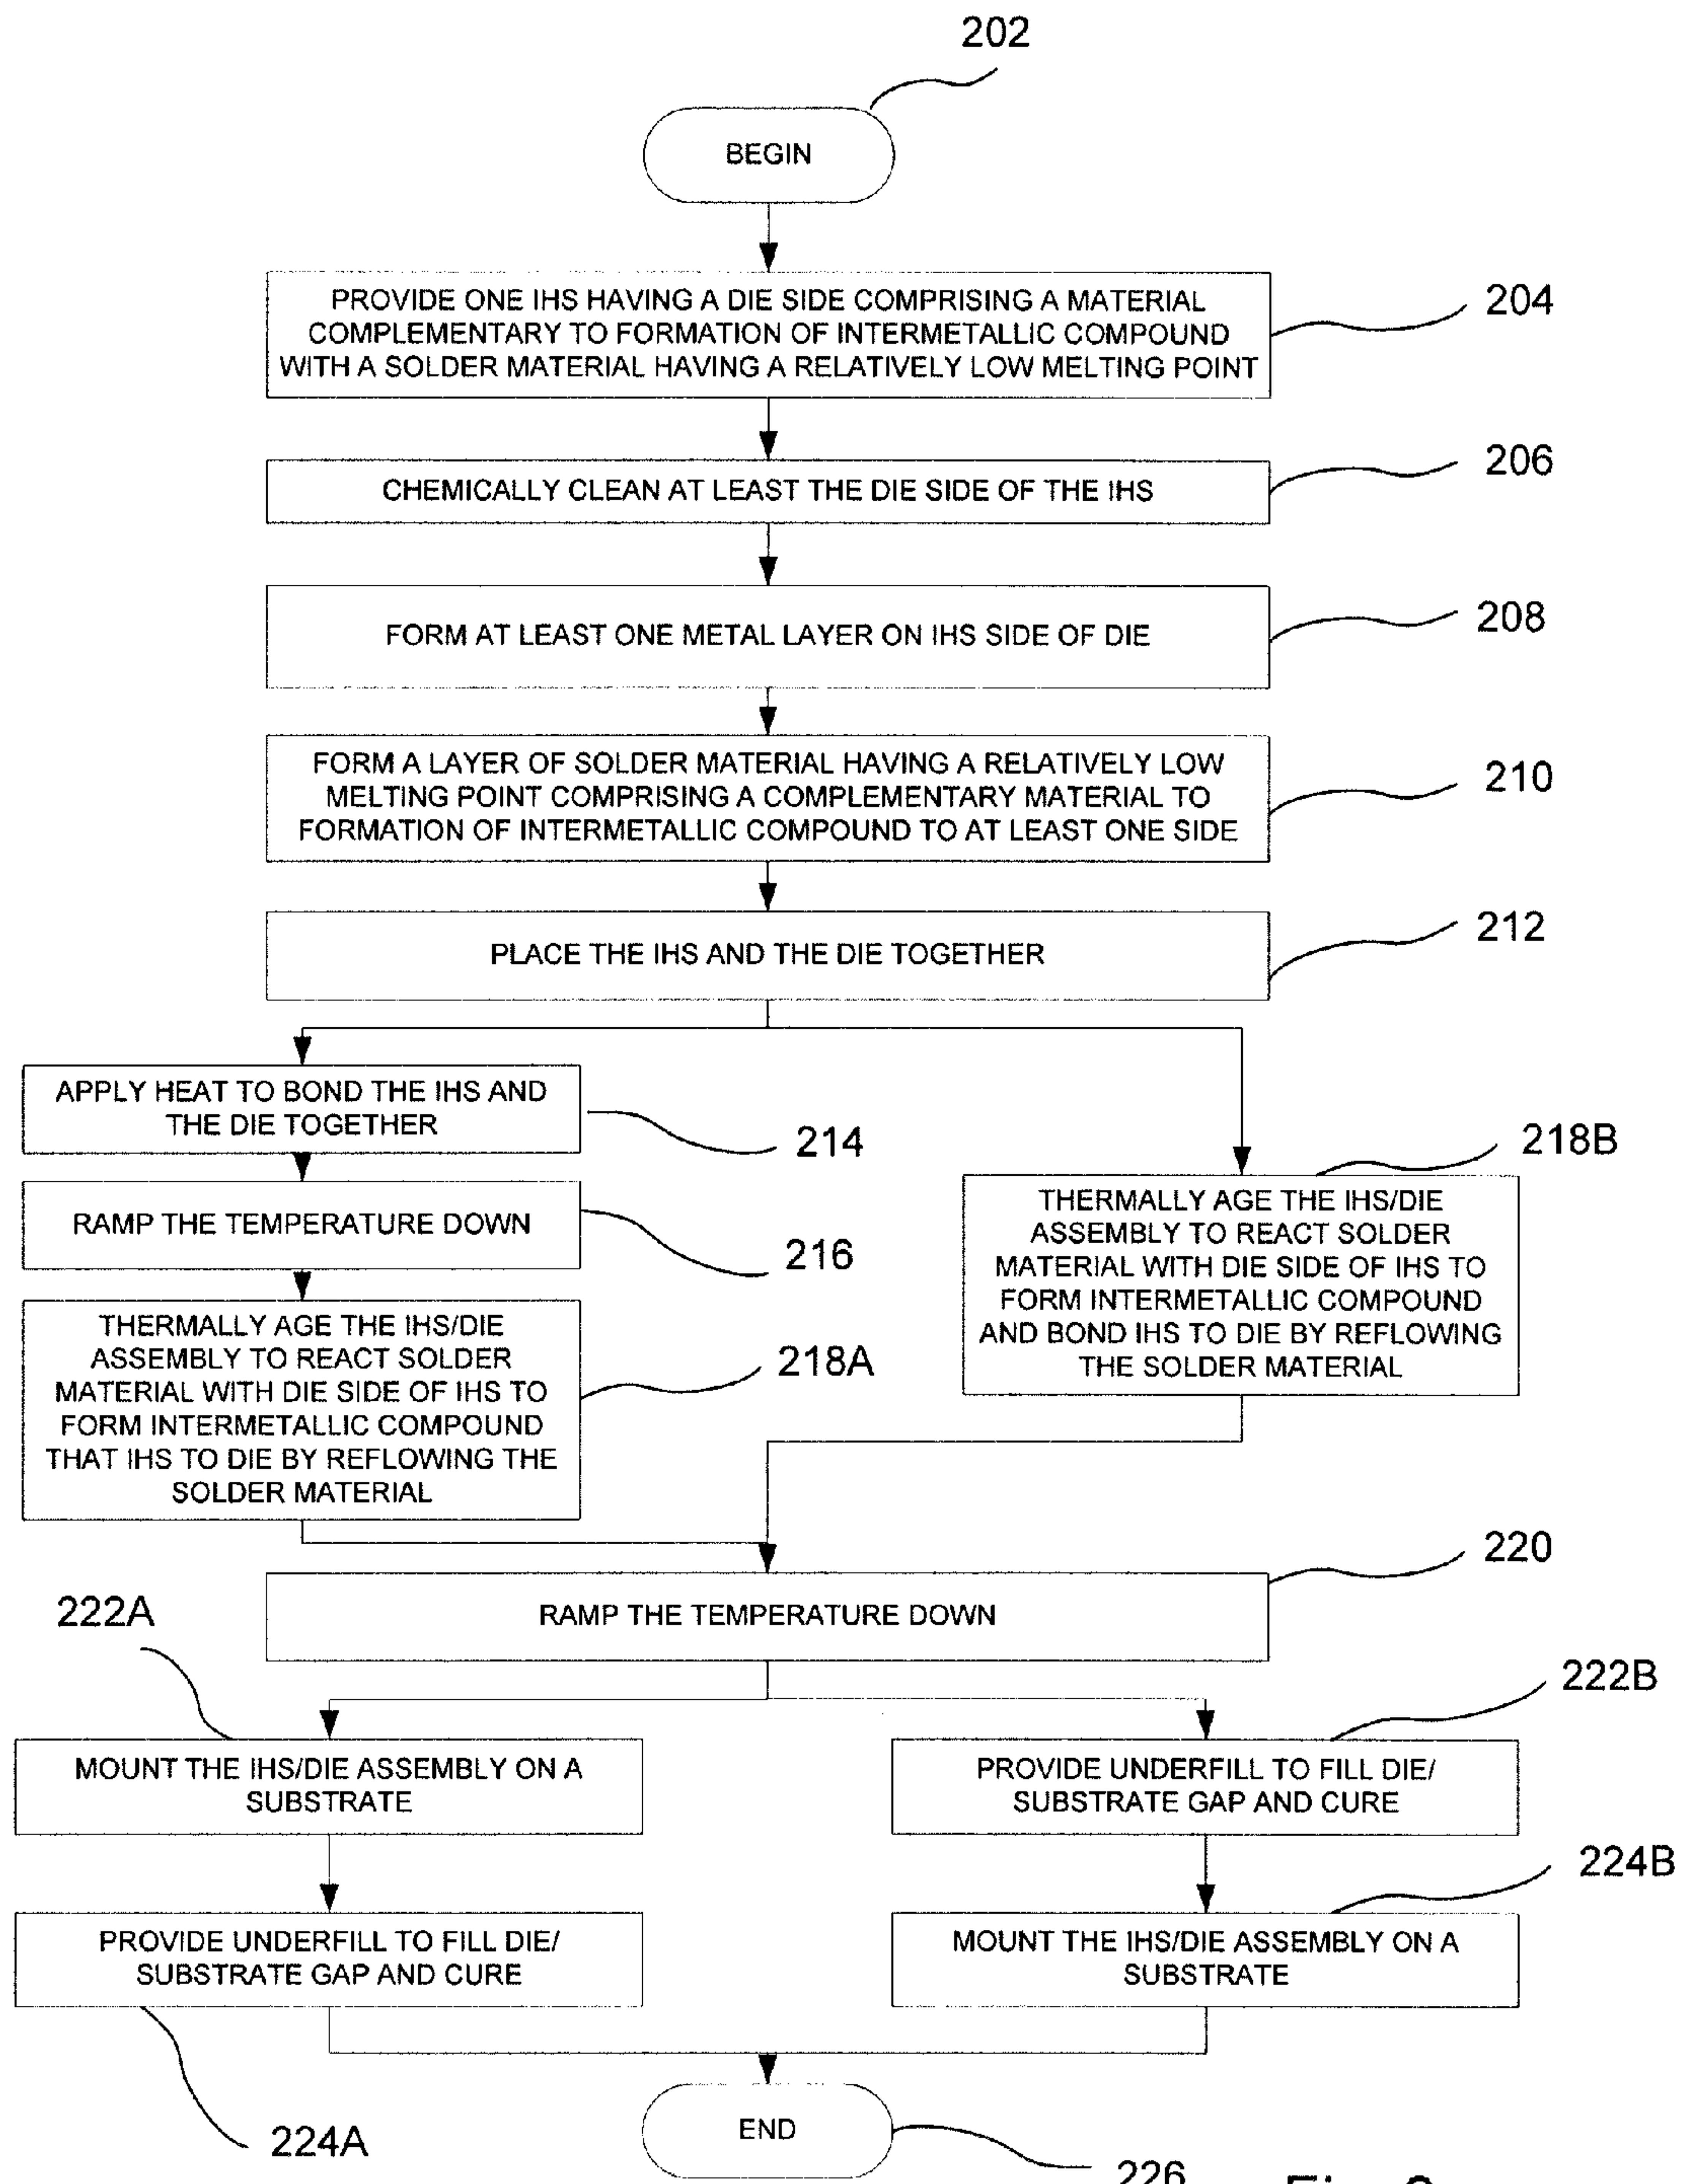 202
BEGIN
PROVIDE ONE IHS HAVING A DIE SIDE COMPRISING A MATERIAL
COMPLEMENTARY TO FORMATION OF INTERMETALLIC COMPOUND
WITH A SOLDER MATERIAL HAVING A RELATIVELY LOW MELTING POINT
204
CHEMICALLY CLEAN AT LEAST THE DIE SIDE OF THE IHS
206
FORM AT LEAST ONE METAL LAYER ON IHS SIDE OF DIE
208
FORM A LAYER OF SOLDER MATERIAL HAVING A RELATIVELY LOW
MELTING POINT COMPRISING A COMPLEMENTARY MATERIAL TO
FORMATION OF INTERMETALLIC COMPOUND TO AT LEAST ONE SIDE
210
PLACE THE IHS AND THE DIE TOGETHER
212
APPLY HEAT TO BOND THE IHS AND
THE DIE TOGETHER
214
RAMP THE TEMPERATURE DOWN
216
THERMALLY AGE THE IHS/DIE
ASSEMBLY TO REACT SOLDER
MATERIAL WITH DIE SIDE OF IHS TO
FORM INTERMETALLIC COMPOUND
THAT IHS TO DIE BY REFLOWING THE
SOLDER MATERIAL
218A
218B
THERMALLY AGE THE IHS/DIE
ASSEMBLY TO REACT SOLDER
MATERIAL WITH DIE SIDE OF IHS TO
FORM INTERMETALLIC COMPOUND
AND BOND IHS TO DIE BY REFLOWING
THE SOLDER MATERIAL
220
RAMP THE TEMPERATURE DOWN
222A
MOUNT THE IHS/DIE ASSEMBLY ON A
SUBSTRATE
222B
PROVIDE UNDERFILL TO FILL DIE/
SUBSTRATE GAP AND CURE
PROVIDE UNDERFILL TO FILL DIE/
SUBSTRATE GAP AND CURE
224A
224B
MOUNT THE IHS/DIE ASSEMBLY ON A
SUBSTRATE
END
226